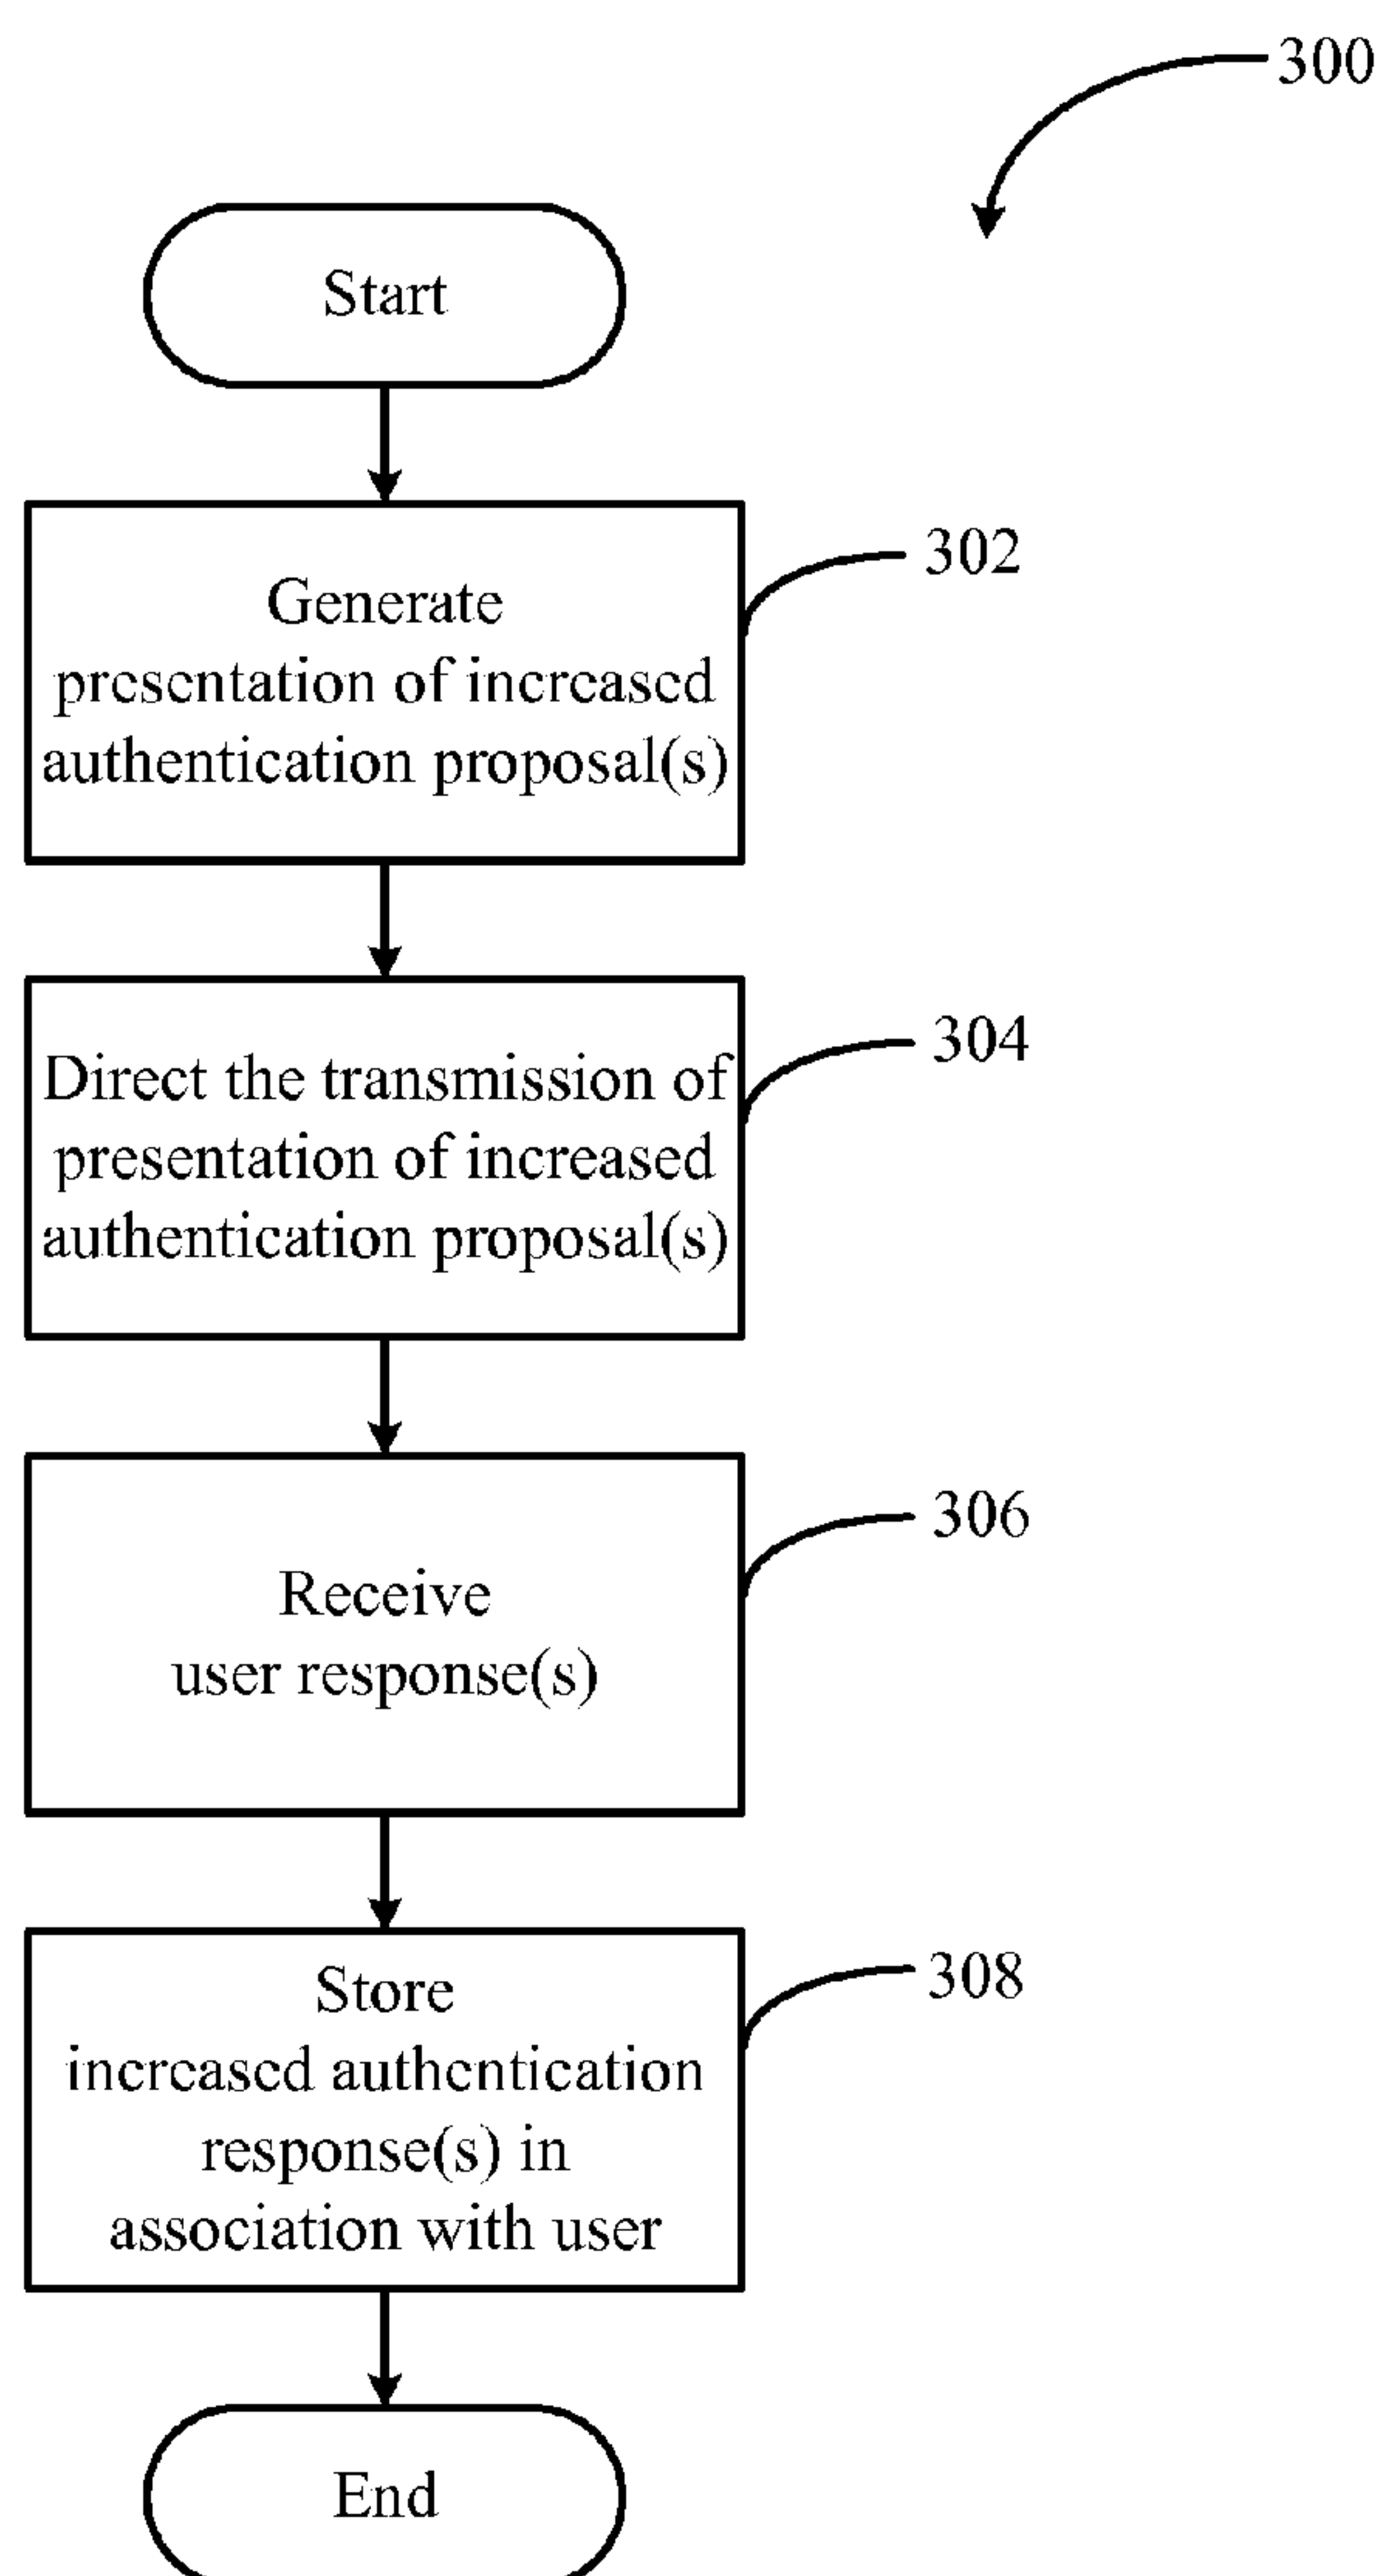 300
Start
302
Generate
presentation of increased
authentication proposal(s)
304
Direct the transmission of
presentation of increased
authentication proposal(s)
306
Receive
user response(s)
308
Store
increased authentication
response(s) in
association with user
End